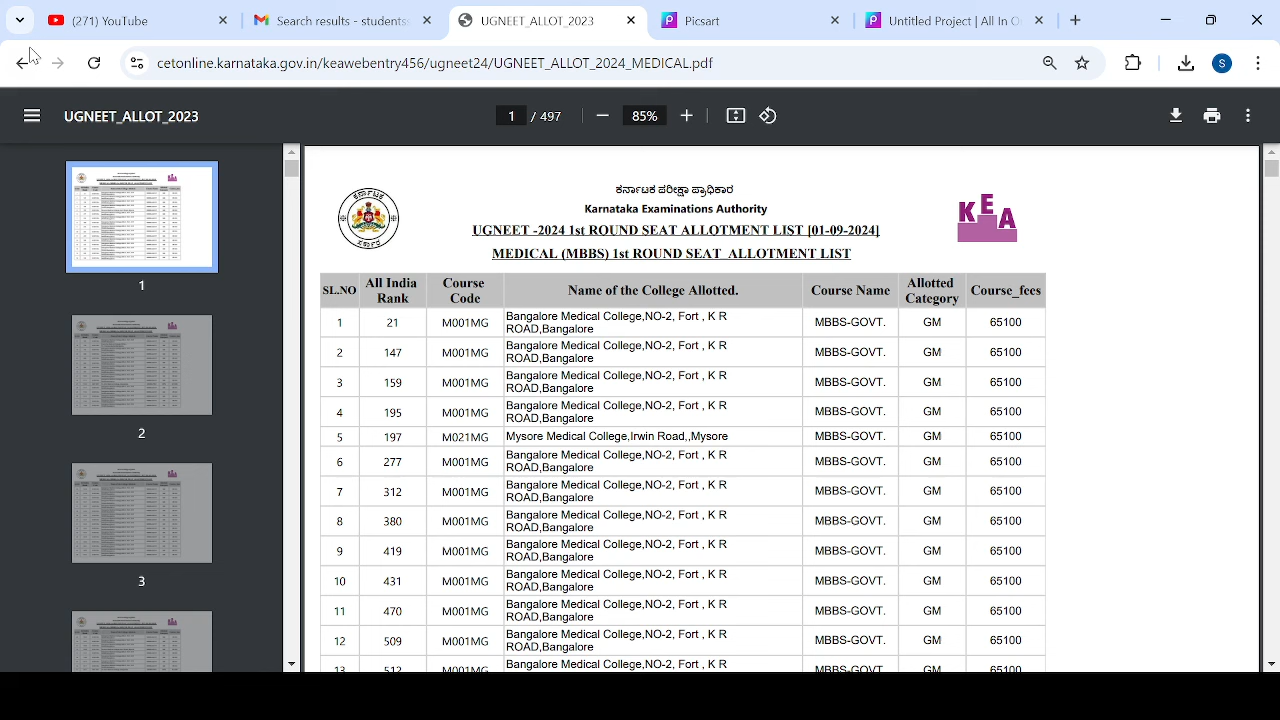 (271) YouTube
Search results - students
UGNEET_ALLOT_2023
Picsart
Untitled Project | All In O
cetonline.karnataka.gov.in/keawebentry456/ugneet24/UGNEET_ALLOT_2024_MEDICAL.pdf
S
UGNEET_ALLOT_2023
1 / 497
85%
ಕರ್ನಾಟಕ ಪರೀಕ್ಷಾ ಪ್ರಾಧಿಕಾರ
Karnataka Examinations Authority
UGNEET -2024 1st ROUND SEAT ALLOTMENT LIST [01-09-2024]
MEDICAL (MBBS) 1st ROUND SEAT ALLOTMENT LIST
KEA
SL.NO All India Rank Course Code Name of the College Allotted. Course Name Allotted Category Course_fees
1 21 M001MG Bangalore Medical College,NO-2, Fort , K R ROAD,Bangalore MBBS-GOVT. GM 65100
2 47 M001MG Bangalore Medical College,NO-2, Fort , K R ROAD,Bangalore MBBS-GOVT. GM 65100
3 165 M001MG Bangalore Medical College,NO-2, Fort , K R ROAD,Bangalore MBBS-GOVT. GM 65100
4 195 M001MG Bangalore Medical College,NO-2, Fort , K R ROAD,Bangalore MBBS-GOVT. GM 65100
5 197 M021MG Mysore Medical College,Irwin Road,,Mysore MBBS-GOVT. GM 65100
6 277 M001MG Bangalore Medical College,NO-2, Fort , K R ROAD,Bangalore MBBS-GOVT. GM 65100
7 312 M001MG Bangalore Medical College,NO-2, Fort , K R ROAD,Bangalore MBBS-GOVT. GM 65100
8 380 M001MG Bangalore Medical College,NO-2, Fort , K R ROAD,Bangalore MBBS-GOVT. GM 65100
9 419 M001MG Bangalore Medical College,NO-2, Fort , K R ROAD,Bangalore MBBS-GOVT. GM 65100
10 431 M001MG Bangalore Medical College,NO-2, Fort , K R ROAD,Bangalore MBBS-GOVT. GM 65100
11 470 M001MG Bangalore Medical College,NO-2, Fort , K R ROAD,Bangalore MBBS-GOVT. GM 65100
12 509 M001MG Bangalore Medical College,NO-2, Fort , K R ROAD,Bangalore MBBS-GOVT. GM 65100
Bangalore Medical College,NO-2, Fort , K R MBBS-GOVT. GM 65100
1
2
3